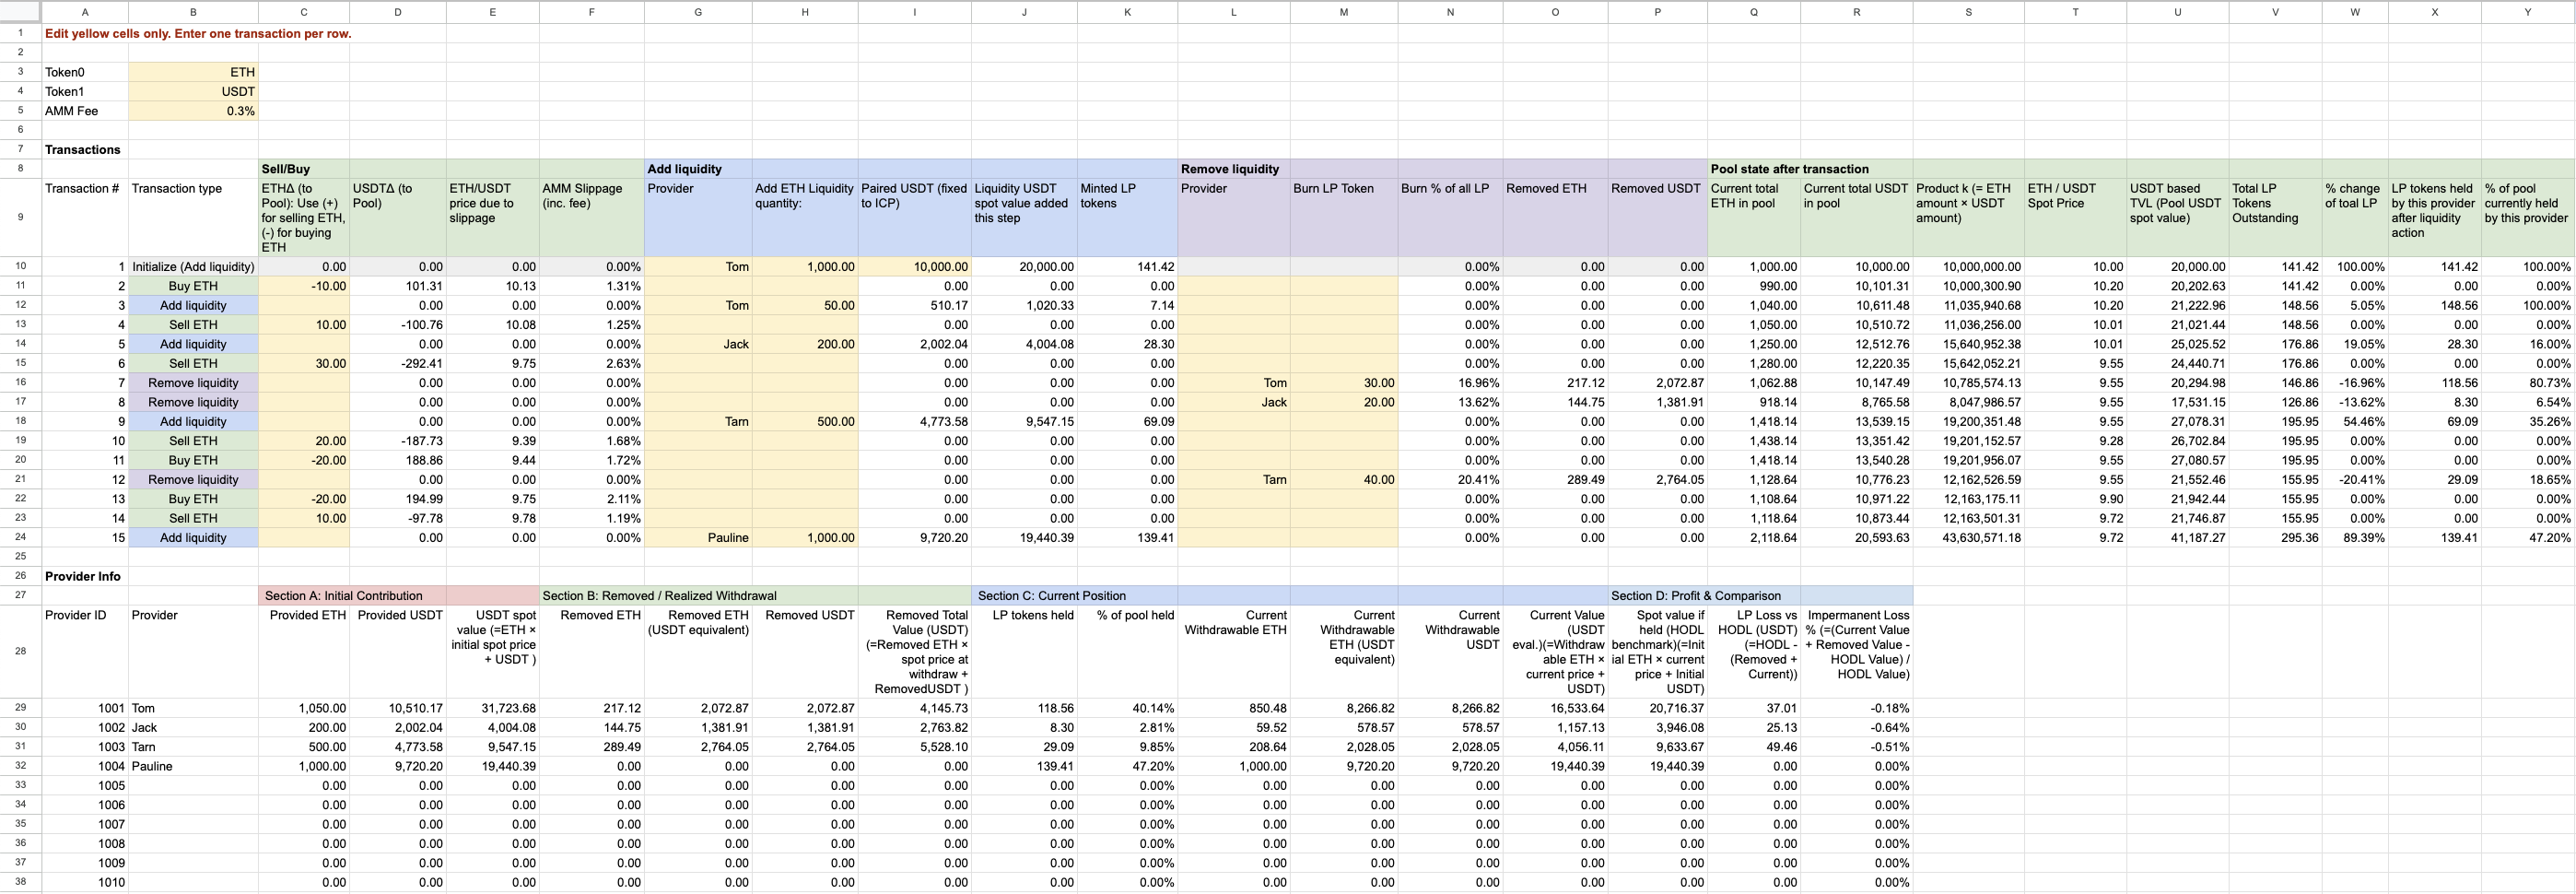 A B C D E F G H I J K L M N O P Q R S T U V W X Y
1 Edit yellow cells only. Enter one transaction per row.
2
3 Token0 ETH
4 Token1 USDT
5 AMM Fee 0.3%
6
7 Transactions
8 Sell/Buy Add liquidity Remove liquidity Pool state after transaction
9 Transaction # Transaction type ETHΔ (to Pool): Use (+) for selling ETH, (-) for buying ETH USDTΔ (to Pool) ETH/USDT price due to slippage AMM Slippage (inc. fee) Provider Add ETH Liquidity quantity: Paired USDT (fixed to ICP) Liquidity USDT spot value added this step Minted LP tokens Provider Burn LP Token Burn % of all LP Removed ETH Removed USDT Current total ETH in pool Current total USDT in pool Product k (= ETH amount × USDT amount) ETH / USDT Spot Price USDT based TVL (Pool USDT spot value) Total LP Tokens Outstanding % change of toal LP LP tokens held by this provider after liquidity action % of pool currently held by this provider
10 1 Initialize (Add liquidity) 0.00 0.00 0.00 0.00% Tom 1,000.00 10,000.00 20,000.00 141.42 0.00% 0.00 0.00 1,000.00 10,000.00 10,000,000.00 10.00 20,000.00 141.42 100.00% 141.42 100.00%
11 2 Buy ETH -10.00 101.31 10.13 1.31% 0.00 0.00 0.00 0.00% 0.00 0.00 990.00 10,101.31 10,000,300.90 10.20 20,202.63 141.42 0.00% 0.00 0.00%
12 3 Add liquidity 0.00 0.00 0.00% Tom 50.00 510.17 1,020.33 7.14 0.00% 0.00 0.00 1,040.00 10,611.48 11,035,940.68 10.20 21,222.96 148.56 5.05% 148.56 100.00%
13 4 Sell ETH 10.00 -100.76 10.08 1.25% 0.00 0.00 0.00 0.00% 0.00 0.00 1,050.00 10,510.72 11,036,256.00 10.01 21,021.44 148.56 0.00% 0.00 0.00%
14 5 Add liquidity 0.00 0.00 0.00% Jack 200.00 2,002.04 4,004.08 28.30 0.00% 0.00 0.00 1,250.00 12,512.76 15,640,952.38 10.01 25,025.52 176.86 19.05% 28.30 16.00%
15 6 Sell ETH 30.00 -292.41 9.75 2.63% 0.00 0.00 0.00 0.00% 0.00 0.00 1,280.00 12,220.35 15,642,052.21 9.55 24,440.71 176.86 0.00% 0.00 0.00%
16 7 Remove liquidity 0.00 0.00 0.00% 0.00 0.00 0.00 Tom 30.00 16.96% 217.12 2,072.87 1,062.88 10,147.49 10,785,574.13 9.55 20,294.98 146.86 -16.96% 118.56 80.73%
17 8 Remove liquidity 0.00 0.00 0.00% 0.00 0.00 0.00 Jack 20.00 13.62% 144.75 1,381.91 918.14 8,765.58 8,047,986.57 9.55 17,531.15 126.86 -13.62% 8.30 6.54%
18 9 Add liquidity 0.00 0.00 0.00% Tarn 500.00 4,773.58 9,547.15 69.09 0.00% 0.00 0.00 1,418.14 13,539.15 19,200,351.48 9.55 27,078.31 195.95 54.46% 69.09 35.26%
19 10 Sell ETH 20.00 -187.73 9.39 1.68% 0.00 0.00 0.00 0.00% 0.00 0.00 1,438.14 13,351.42 19,201,152.57 9.28 26,702.84 195.95 0.00% 0.00 0.00%
20 11 Buy ETH -20.00 188.86 9.44 1.72% 0.00 0.00 0.00 0.00% 0.00 0.00 1,418.14 13,540.28 19,201,956.07 9.55 27,080.57 195.95 0.00% 0.00 0.00%
21 12 Remove liquidity 0.00 0.00 0.00% 0.00 0.00 0.00 Tarn 40.00 20.41% 289.49 2,764.05 1,128.64 10,776.23 12,162,526.59 9.55 21,552.46 155.95 -20.41% 29.09 18.65%
22 13 Buy ETH -20.00 194.99 9.75 2.11% 0.00 0.00 0.00 0.00% 0.00 0.00 1,108.64 10,971.22 12,163,175.11 9.90 21,942.44 155.95 0.00% 0.00 0.00%
23 14 Sell ETH 10.00 -97.78 9.78 1.19% 0.00 0.00 0.00 0.00% 0.00 0.00 1,118.64 10,873.44 12,163,501.31 9.72 21,746.87 155.95 0.00% 0.00 0.00%
24 15 Add liquidity 0.00 0.00 0.00% Pauline 1,000.00 9,720.20 19,440.39 139.41 0.00% 0.00 0.00 2,118.64 20,593.63 43,630,571.18 9.72 41,187.27 295.36 89.39% 139.41 47.20%
25
26 Provider Info
27 Section A: Initial Contribution Section B: Removed / Realized Withdrawal Section C: Current Position Section D: Profit & Comparison
28 Provider ID Provider Provided ETH Provided USDT USDT spot value (=ETH × initial spot price + USDT ) Removed ETH Removed ETH (USDT equivalent) Removed USDT Removed Total Value (USDT) (=Removed ETH × spot price at withdraw + RemovedUSDT ) LP tokens held % of pool held Current Withdrawable ETH Current Withdrawable ETH (USDT equivalent) Current Withdrawable USDT Current Value (USDT eval.)(=Withdraw able ETH × current price + USDT) Spot value if held (HODL benchmark)(=Init ial ETH × current price + Initial USDT) LP Loss vs HODL (USDT) (=HODL - (Removed + Current)) Impermanent Loss % (=(Current Value + Removed Value - HODL Value) / HODL Value)
29 1001 Tom 1,050.00 10,510.17 31,723.68 217.12 2,072.87 2,072.87 4,145.73 118.56 40.14% 850.48 8,266.82 8,266.82 16,533.64 20,716.37 37.01 -0.18%
30 1002 Jack 200.00 2,002.04 4,004.08 144.75 1,381.91 1,381.91 2,763.82 8.30 2.81% 59.52 578.57 578.57 1,157.13 3,946.08 25.13 -0.64%
31 1003 Tarn 500.00 4,773.58 9,547.15 289.49 2,764.05 2,764.05 5,528.10 29.09 9.85% 208.64 2,028.05 2,028.05 4,056.11 9,633.67 49.46 -0.51%
32 1004 Pauline 1,000.00 9,720.20 19,440.39 0.00 0.00 0.00 0.00 139.41 47.20% 1,000.00 9,720.20 9,720.20 19,440.39 19,440.39 0.00 0.00%
33 1005 0.00 0.00 0.00 0.00 0.00 0.00 0.00 0.00 0.00% 0.00 0.00 0.00 0.00 0.00 0.00 0.00%
34 1006 0.00 0.00 0.00 0.00 0.00 0.00 0.00 0.00 0.00% 0.00 0.00 0.00 0.00 0.00 0.00 0.00%
35 1007 0.00 0.00 0.00 0.00 0.00 0.00 0.00 0.00 0.00% 0.00 0.00 0.00 0.00 0.00 0.00 0.00%
36 1008 0.00 0.00 0.00 0.00 0.00 0.00 0.00 0.00 0.00% 0.00 0.00 0.00 0.00 0.00 0.00 0.00%
37 1009 0.00 0.00 0.00 0.00 0.00 0.00 0.00 0.00 0.00% 0.00 0.00 0.00 0.00 0.00 0.00 0.00%
38 1010 0.00 0.00 0.00 0.00 0.00 0.00 0.00 0.00 0.00% 0.00 0.00 0.00 0.00 0.00 0.00 0.00%